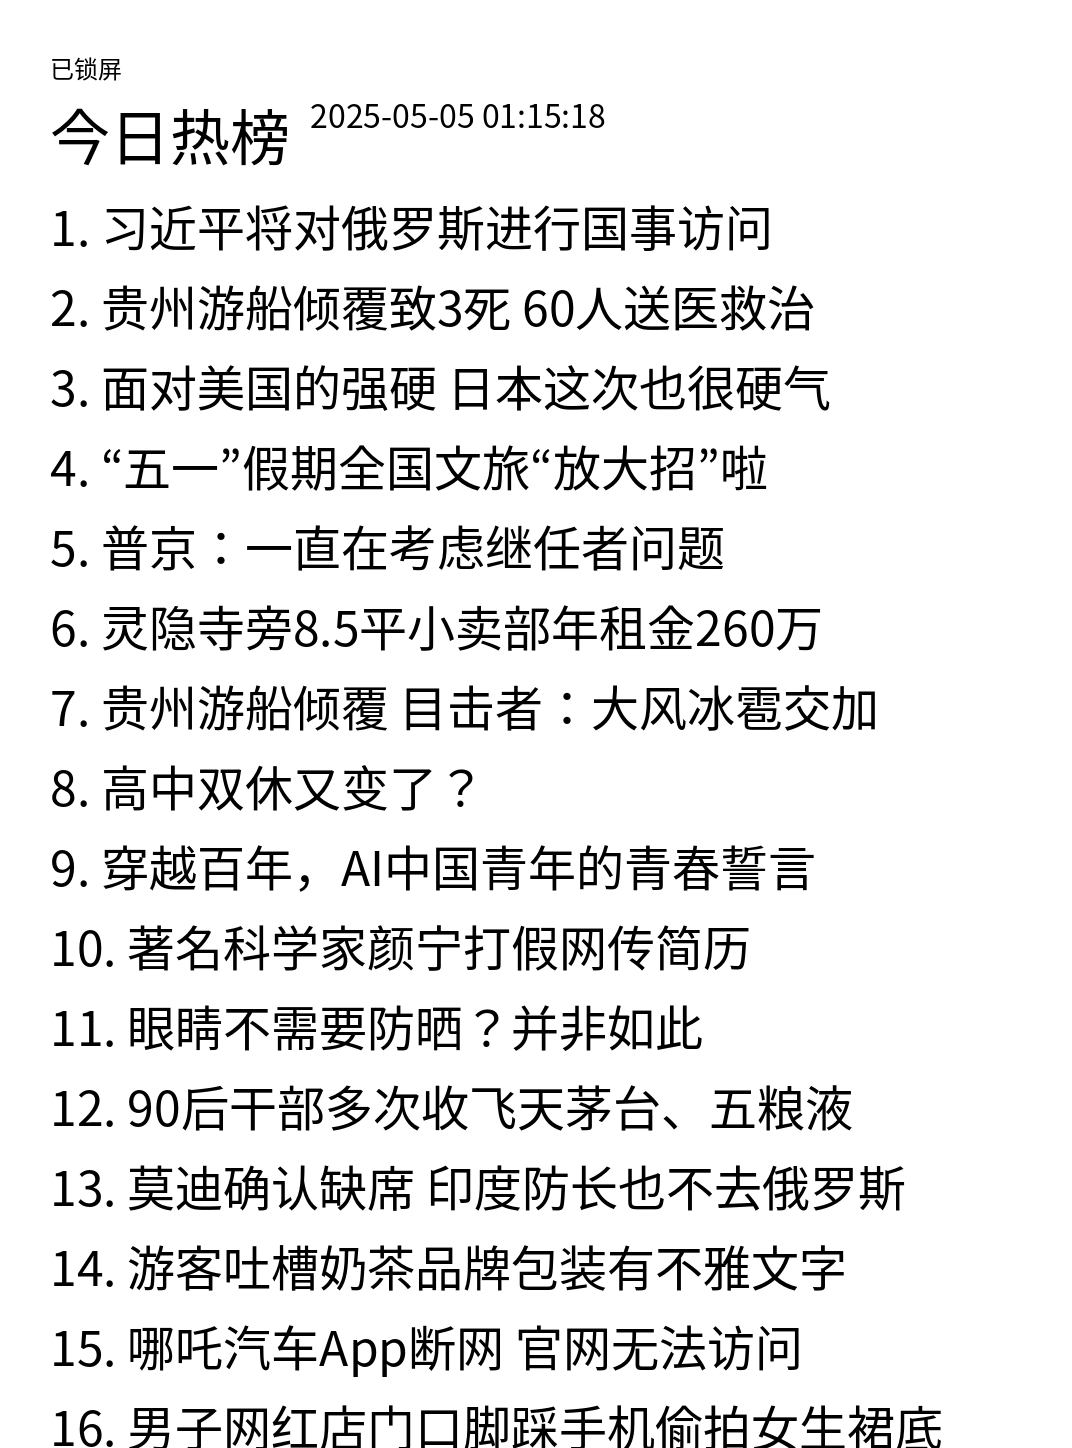 已锁屏
今日热榜 2025-05-05 01:15:18
1. 习近平将对俄罗斯进行国事访问
2. 贵州游船倾覆致3死 60人送医救治
3. 面对美国的强硬 日本这次也很硬气
4. “五一”假期全国文旅“放大招”啦
5. 普京：一直在考虑继任者问题
6. 灵隐寺旁8.5平小卖部年租金260万
7. 贵州游船倾覆 目击者：大风冰雹交加
8. 高中双休又变了？
9. 穿越百年，AI中国青年的青春誓言
10. 著名科学家颜宁打假网传简历
11. 眼睛不需要防晒？并非如此
12. 90后干部多次收飞天茅台、五粮液
13. 莫迪确认缺席 印度防长也不去俄罗斯
14. 游客吐槽奶茶品牌包装有不雅文字
15. 哪吒汽车App断网 官网无法访问
16. 男子网红店门口脚踩手机偷拍女生裙底